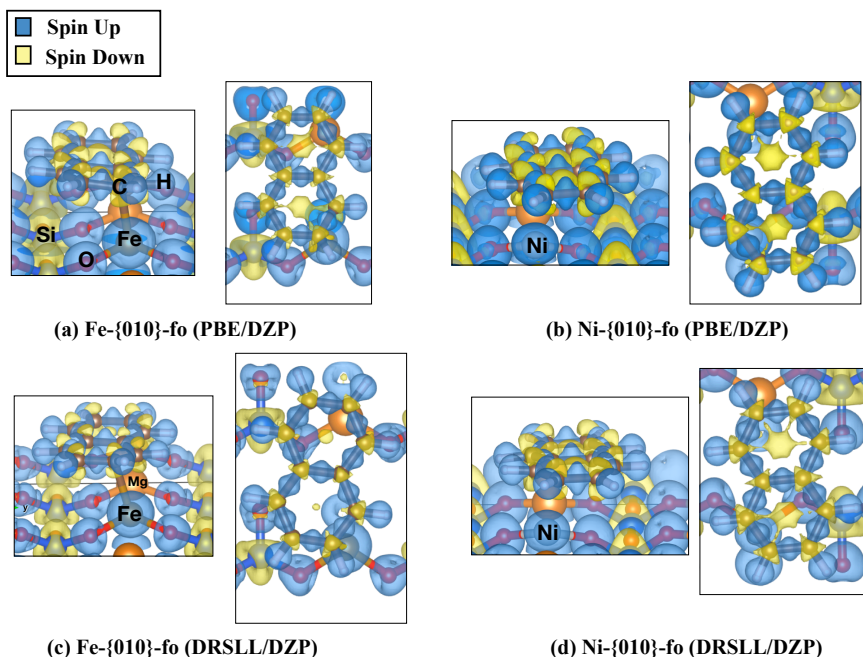 Spin Up
Spin Down
C H
Si
Fe
O
Ni
(a) Fe-{010}-fo (PBE/DZP)
(b) Ni-{010}-fo (PBE/DZP)
Mg
y
Fe
Ni
(c) Fe-{010}-fo (DRSLL/DZP)
(d) Ni-{010}-fo (DRSLL/DZP)